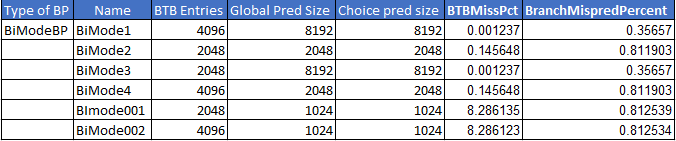 Type of BP Name BTB Entries Global Pred Size Choice pred size BTBMissPct BranchMispredPercent
BiModeBP BiMode1 4096 8192 8192 0.001237 0.35657
BiMode2 2048 2048 2048 0.145648 0.811903
BiMode3 2048 8192 8192 0.001237 0.35657
BiMode4 4096 2048 2048 0.145648 0.811903
BImode001 2048 1024 1024 8.286135 0.812539
BiMode002 4096 1024 1024 8.286123 0.812534